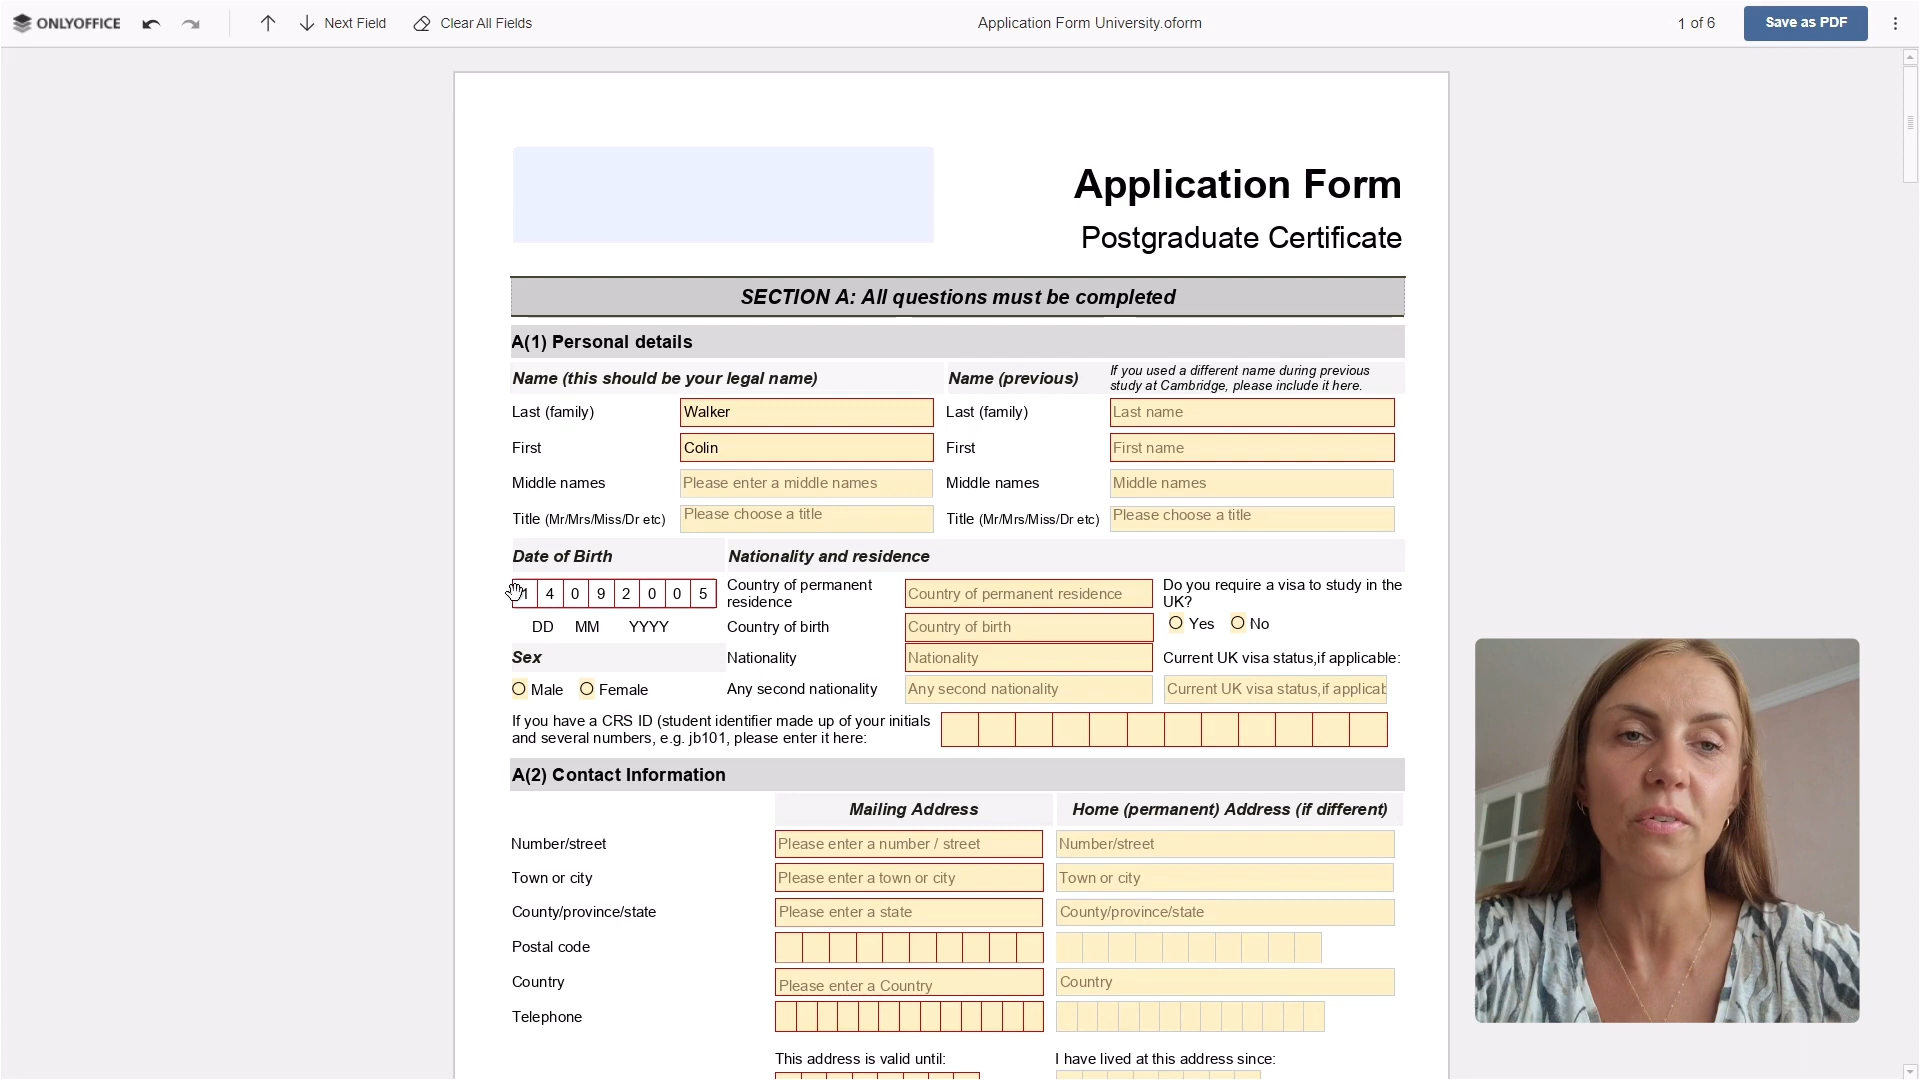 ONLYOFFICE
Next Field
Clear All Fields
Application Form University.oform
1 of 6
Save as PDF
Application Form
Postgraduate Certificate
SECTION A: All questions must be completed
A(1) Personal details
Name (this should be your legal name)
Name (previous)
If you used a different name during previous
study at Cambridge, please include it here.
Last (family)
Walker
Last (family)
Last name
First
Colin
First
First name
Middle names
Please enter a middle names
Middle names
Middle names
Title (Mr/Mrs/Miss/Dr etc)
Please choose a title
Title (Mr/Mrs/Miss/Dr etc)
Please choose a title
Date of Birth
Nationality and residence
1 4 0 9 2 0 0 5
Country of permanent
residence
Country of permanent residence
Do you require a visa to study in the
UK?
DD MM YYYY
Country of birth
Country of birth
Yes
No
Sex
Nationality
Nationality
Current UK visa status,if applicable:
Male
Female
Any second nationality
Any second nationality
Current UK visa status,if applicab
If you have a CRS ID (student identifier made up of your initials
and several numbers, e.g. jb101, please enter it here:
A(2) Contact Information
Mailing Address
Home (permanent) Address (if different)
Number/street
Please enter a number / street
Number/street
Town or city
Please enter a town or city
Town or city
County/province/state
Please enter a state
County/province/state
Postal code
Country
Please enter a Country
Country
Telephone
This address is valid until:
I have lived at this address since: